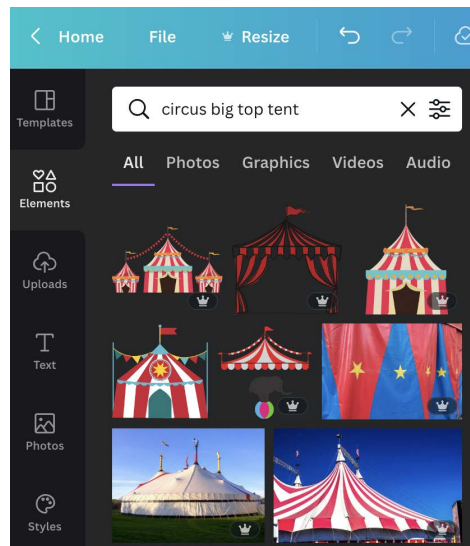 Home File Resize
Templates
circus big top tent
All Photos Graphics Videos Audio
Elements
Uploads
Text
Photos
Styles